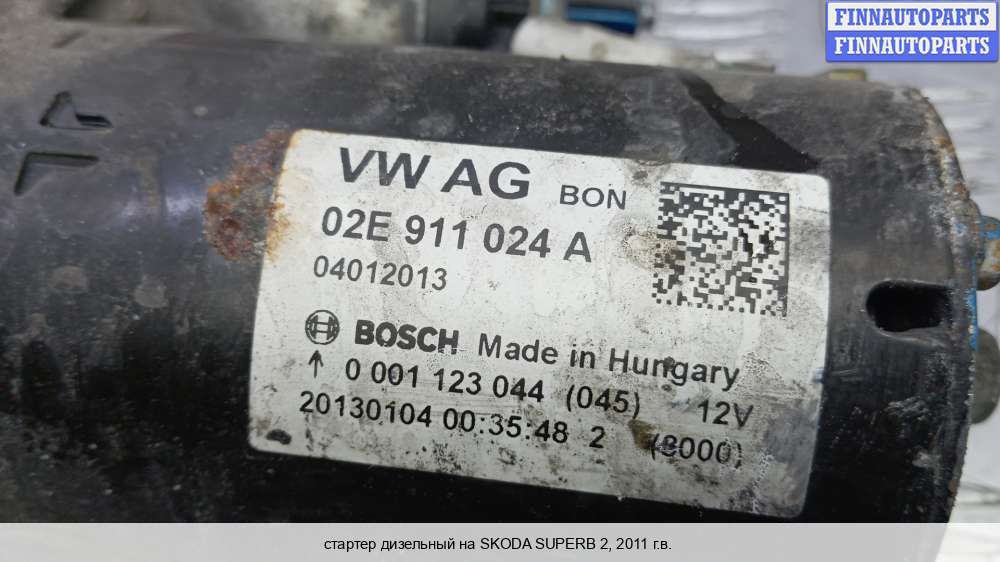 FINNAUTOPARTS
FINNAUTOPARTS
VW AG BON
02E 911 024 A
04012013
BOSCH Made in Hungary
↑ 0 001 123 044 (045) 12V
20130104 00:35:48 2 (8000)
стартер дизельный на SKODA SUPERB 2, 2011 г.в.